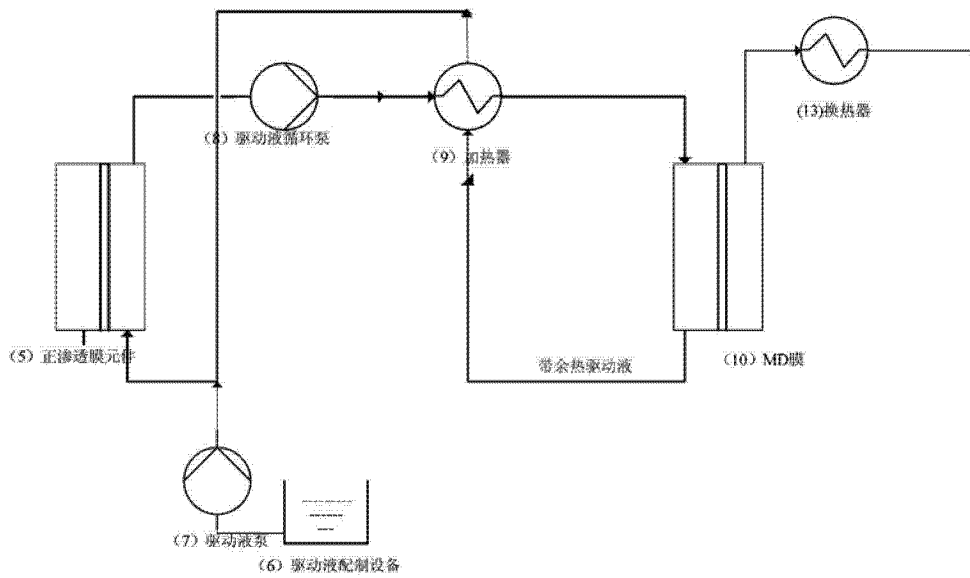 (13)换热器
（8）驱动液循环泵
（9）加热器
（5）正渗透膜元件
带余热驱动液
（10）MD膜
（7）驱动液泵
（6）驱动液配制设备